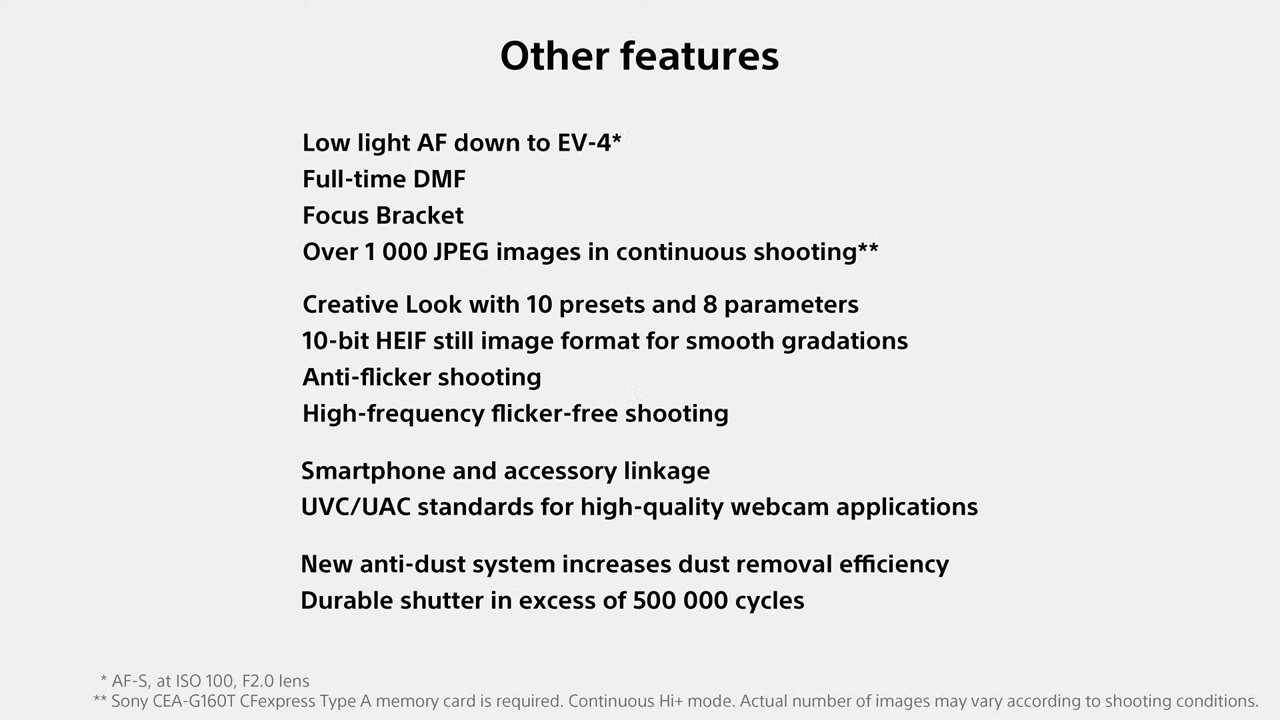 Other features
Low light AF down to EV-4*
Full-time DMF
Focus Bracket
Over 1 000 JPEG images in continuous shooting**
Creative Look with 10 presets and 8 parameters
10-bit HEIF still image format for smooth gradations
Anti-flicker shooting
High-frequency flicker-free shooting
Smartphone and accessory linkage
UVC/UAC standards for high-quality webcam applications
New anti-dust system increases dust removal efficiency
Durable shutter in excess of 500 000 cycles
* AF-S, at ISO 100, F2.0 lens
** Sony CEA-G160T CFexpress Type A memory card is required. Continuous Hi+ mode. Actual number of images may vary according to shooting conditions.